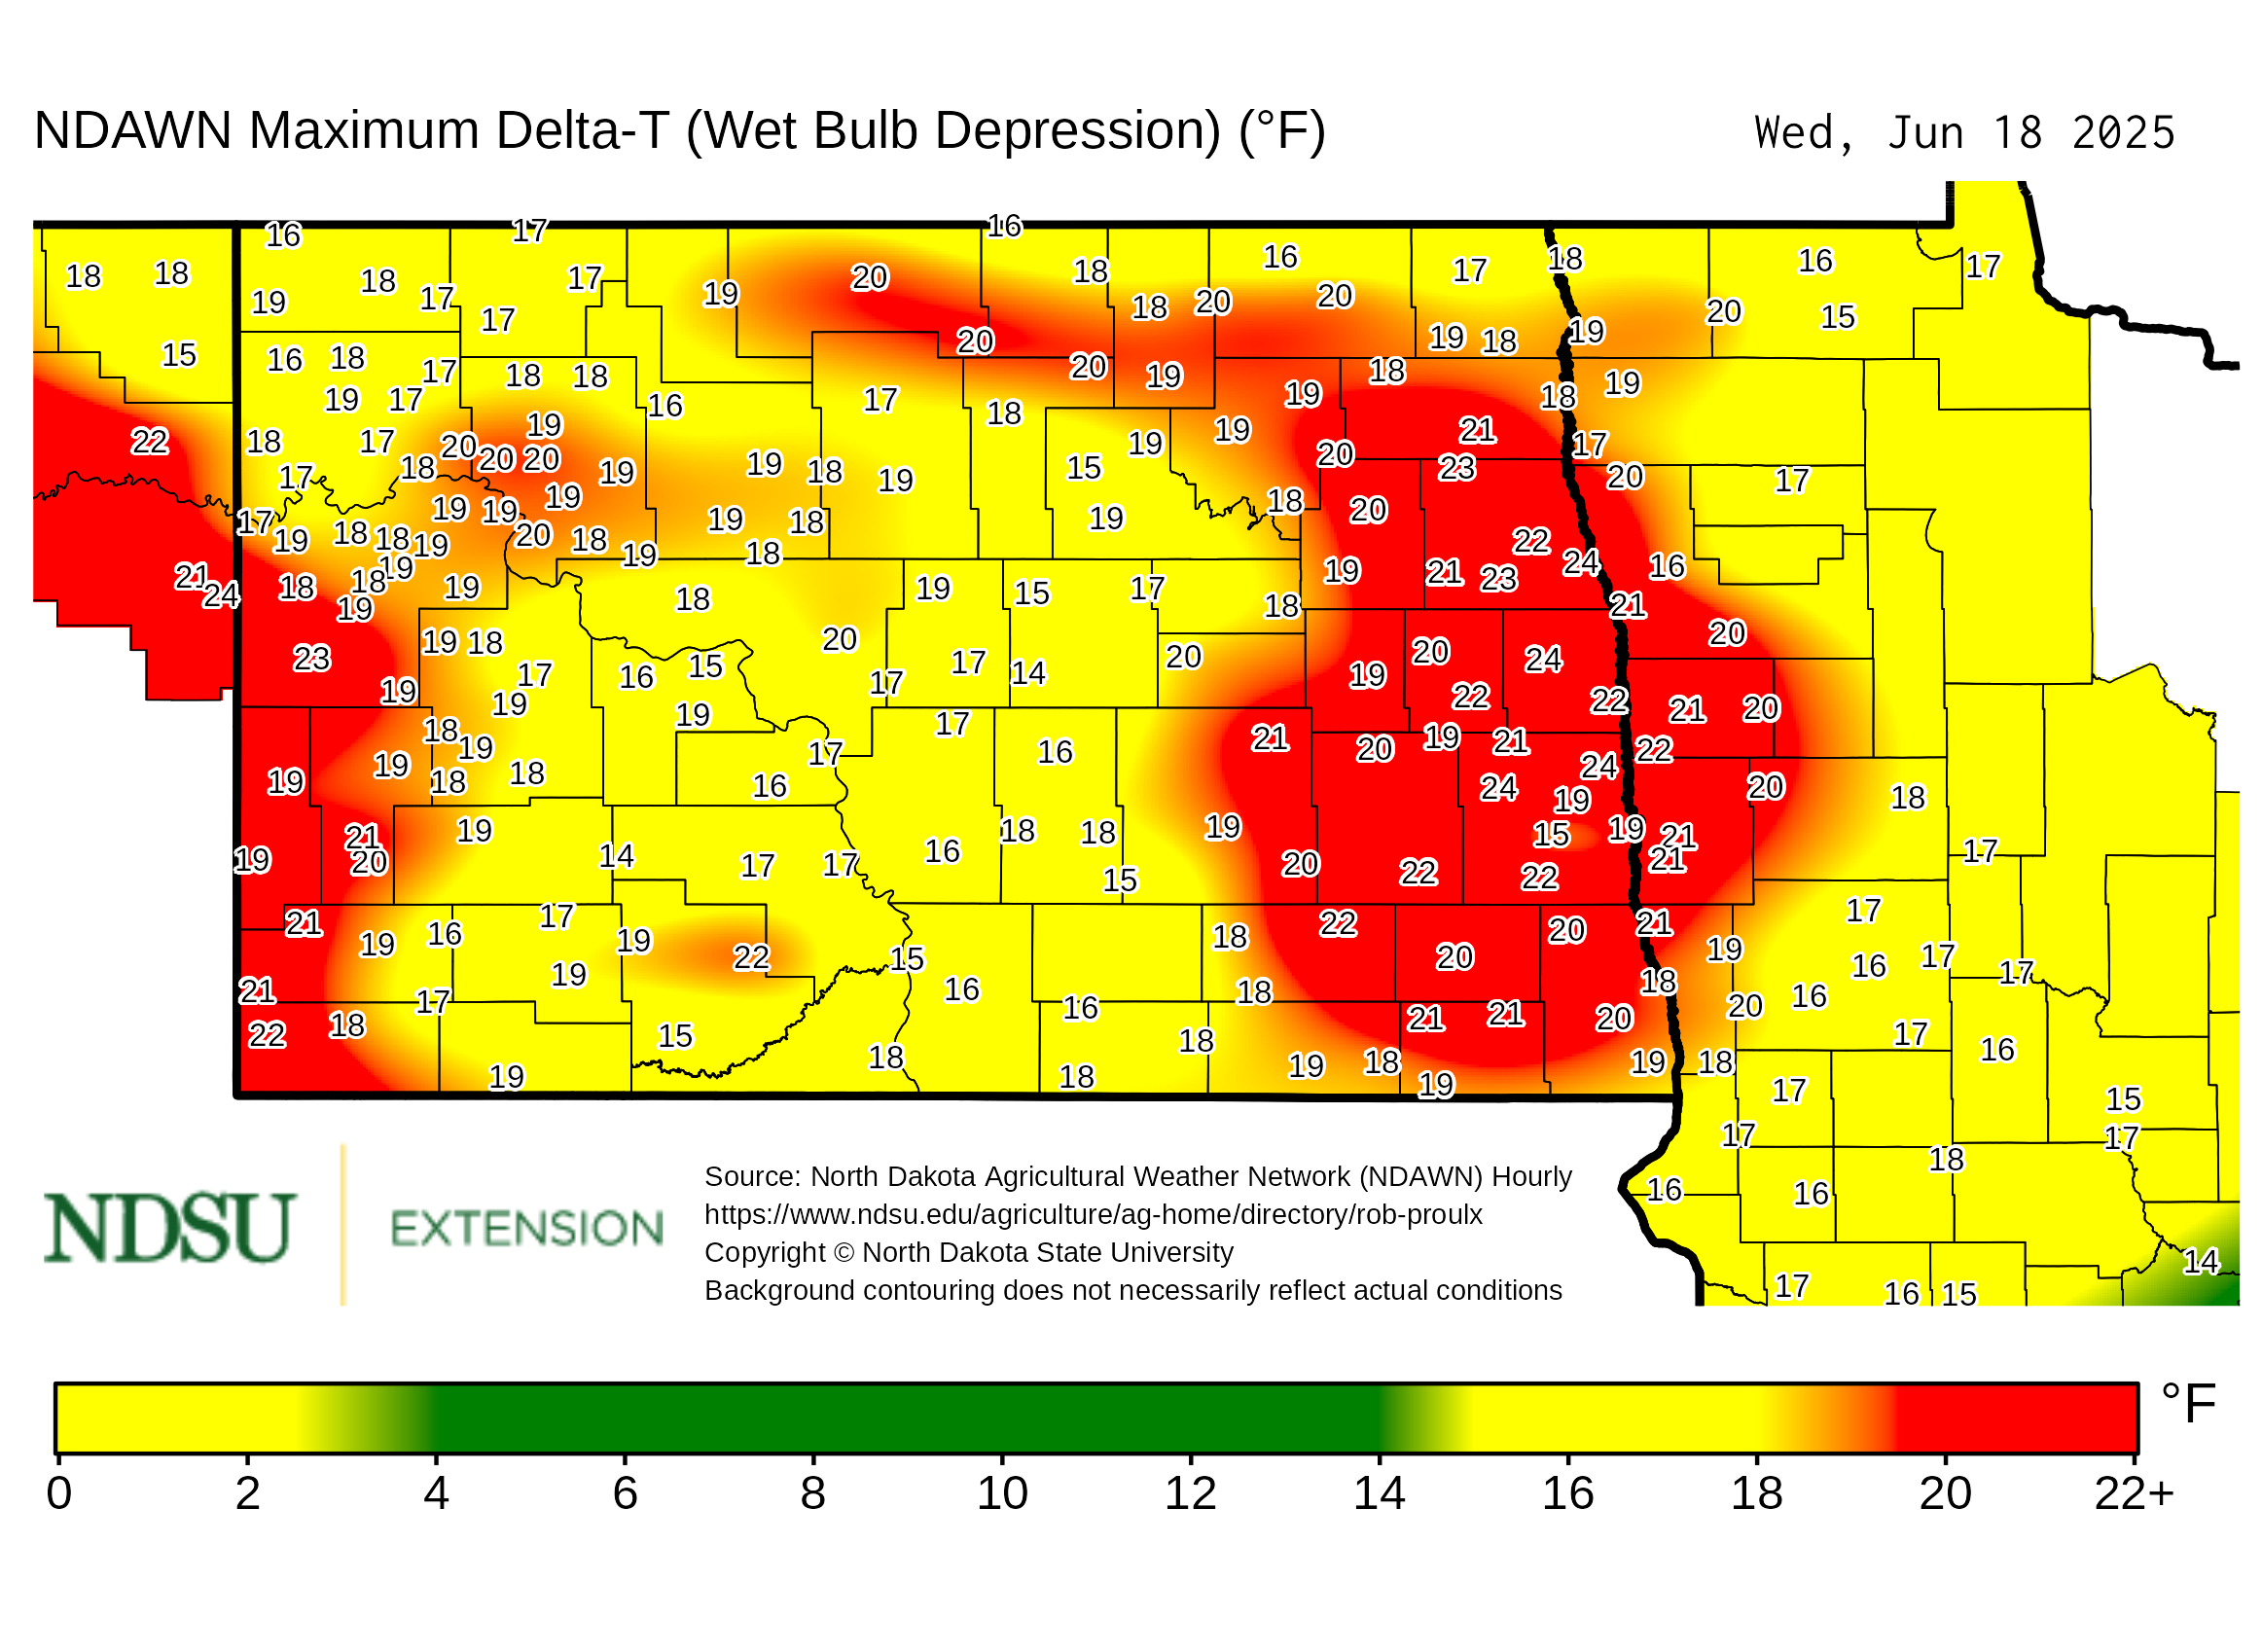 NDAWN Maximum Delta-T (Wet Bulb Depression) (°F)
Wed, Jun 18 2025
16 17 16
18 18 18 17 20 18 16 17 18 16 17
19 17 19 18 20 20 20 15
17 20 19 18 19
15 16 18 17 18 18 20 19 18 19
19 17 16 17 18 19 18
22 18 17 19 20 20 20 19 19 18 19 19 19 20 21 17
17 18 15 23 20 17
17 19 19 19 19 18 19 18 20
19 18 18 19 20 18 19 18 19 22
21 24 18 18 19 19 18 19 15 17 18 19 21 23 24 16
19 21
23 19 18 20 20 20 24 20
19 17 19 16 15 17 17 14 19 22 22 21 20
18 19 19 17 21 20 19 21 22
19 19 18 18 17 16 16 24 24 20 18
19 21 20 19 14 17 17 16 18 18 19 20 15 19 19 21 21 17
15 22 22
21 19 16 17 19 22 15 18 22 20 21 17
19 20 19 16 17 17
21 17 16 16 18 18 20 16
22 18 15 18 18 21 21 20 17 16
19 18 19 18 19 19 18 17 15
17 17
16 16 18
14
17 16 15
NDSU
EXTENSION
Source: North Dakota Agricultural Weather Network (NDAWN) Hourly
https://www.ndsu.edu/agriculture/ag-home/directory/rob-proulx
Copyright © North Dakota State University
Background contouring does not necessarily reflect actual conditions
°F
0 2 4 6 8 10 12 14 16 18 20 22+